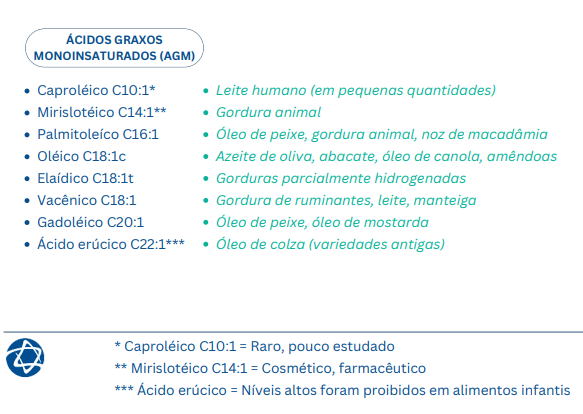 ÁCIDOS GRAXOS
MONOINSATURADOS (AGM)
• Caproléico C10:1* • Leite humano (em pequenas quantidades)
• Mirislotéico C14:1** • Gordura animal
• Palmitoleíco C16:1 • Óleo de peixe, gordura animal, noz de macadâmia
• Oléico C18:1c • Azeite de oliva, abacate, óleo de canola, amêndoas
• Elaídico C18:1t • Gorduras parcialmente hidrogenadas
• Vacênico C18:1 • Gordura de ruminantes, leite, manteiga
• Gadoléico C20:1 • Óleo de peixe, óleo de mostarda
• Ácido erúcico C22:1*** • Óleo de colza (variedades antigas)
* Caproléico C10:1 = Raro, pouco estudado
** Mirislotéico C14:1 = Cosmético, farmacêutico
*** Ácido erúcico = Níveis altos foram proibidos em alimentos infantis